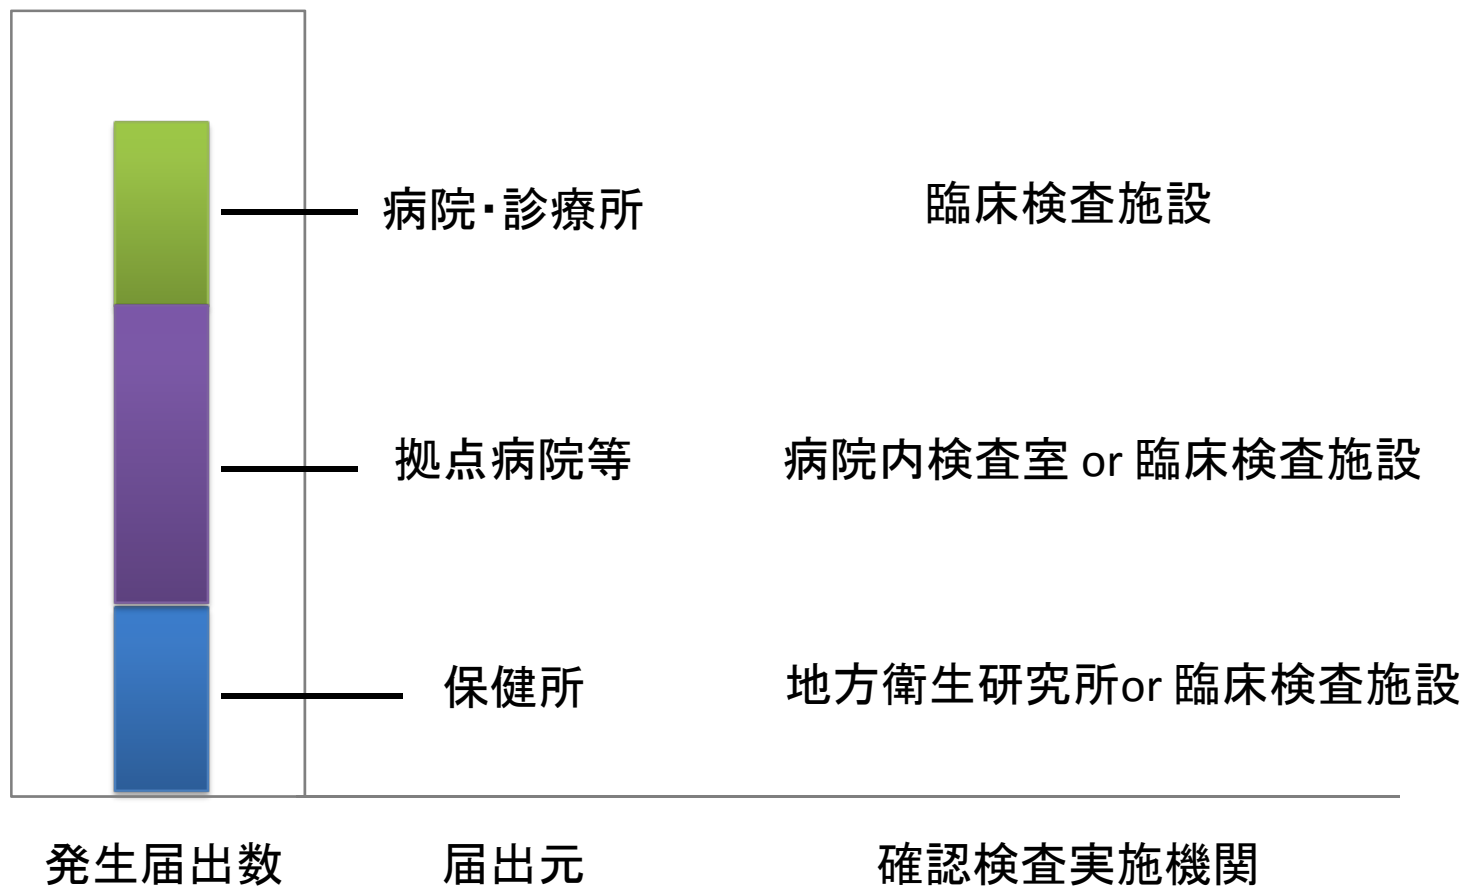 病院・診療所 臨床検査施設
拠点病院等 病院内検査室 or 臨床検査施設
保健所 地方衛生研究所or 臨床検査施設
発生届出数 届出元 確認検査実施機関